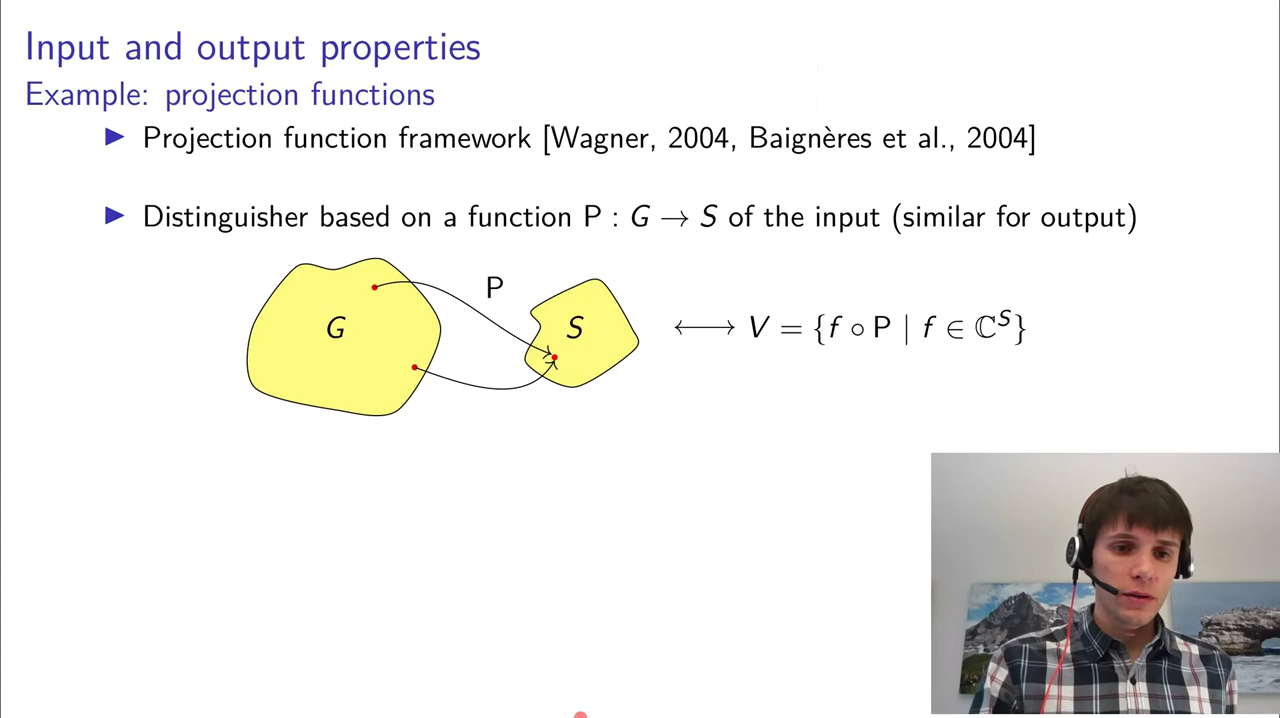 Input and output properties
Example: projection functions
▶ Projection function framework [Wagner, 2004, Baignères et al., 2004]
▶ Distinguisher based on a function P : G → S of the input (similar for output)
P
G
S
⟷ V = {f ∘ P | f ∈ ℂ^S}